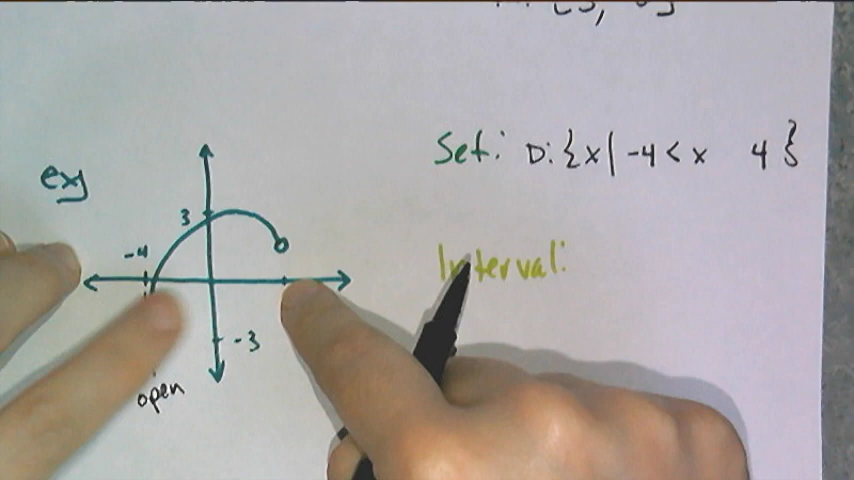 Set: D: {x| -4 < x 4}
ex)
3
-4
Interval:
-3
open